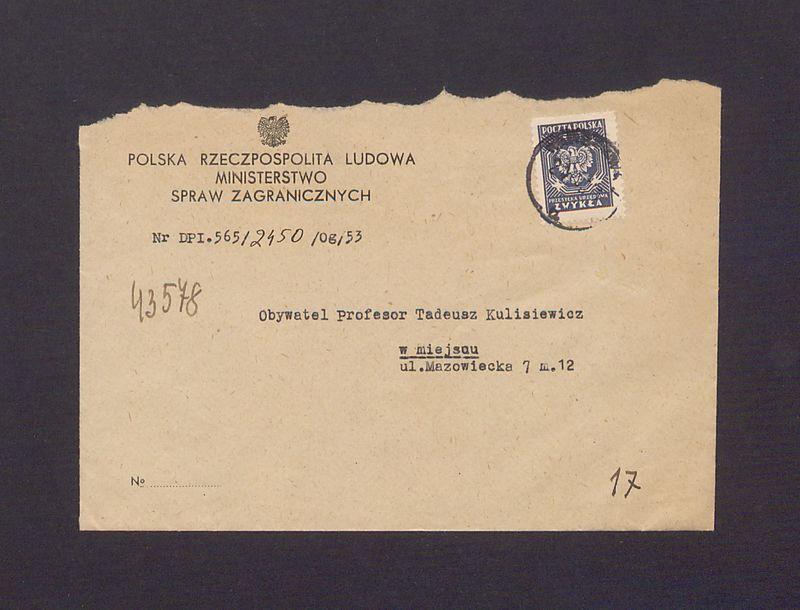 POLSKA RZECZPOSPOLITA LUDOWA
MINISTERSTWO
SPRAW ZAGRANICZNYCH
POCZTA POLSKA
PRZESYŁKA URZĘDOWA
ZWYKŁA
Nr DPI.565/2450/Og/53
43578
Obywatel Profesor Tadeusz Kulisiewicz
w miejscu
ul.Mazowiecka 7 m.12
No ....................
17